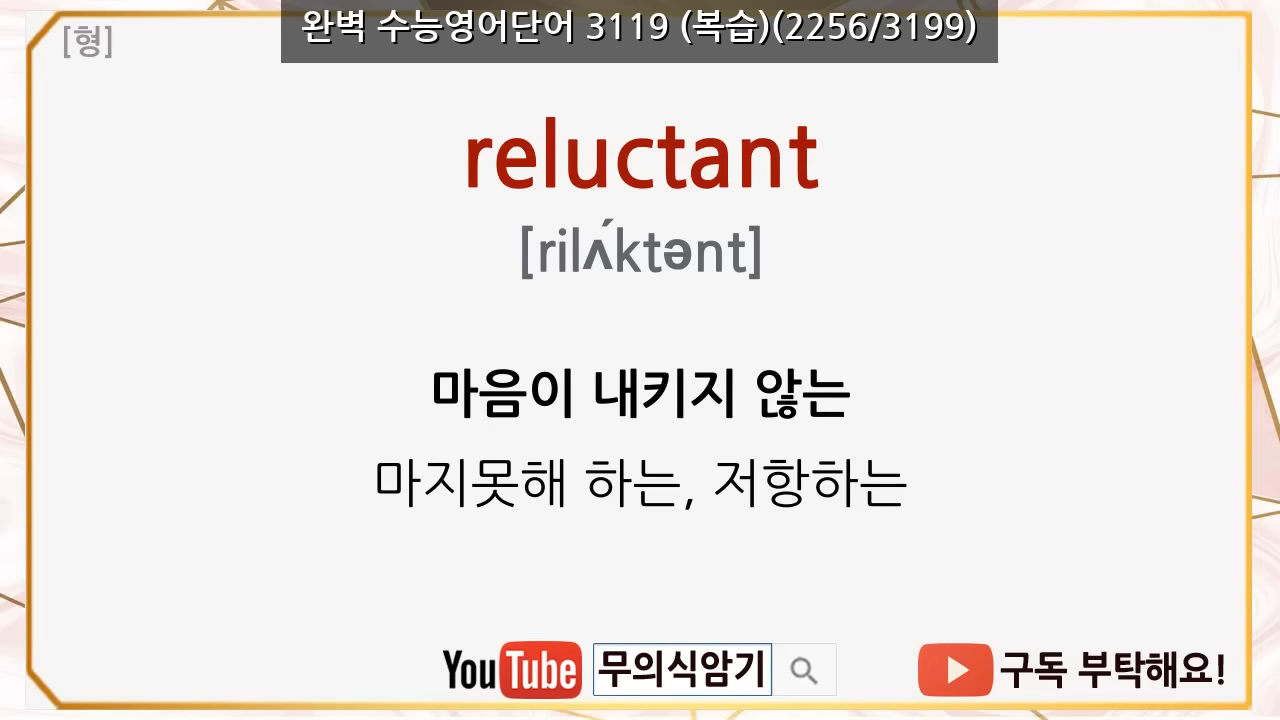 완벽 수능영어단어 3119 (복습)(2256/3199)
[형]
reluctant
[rilʌ́ktənt]
마음이 내키지 않는
마지못해 하는, 저항하는
YouTube 무의식암기 구독 부탁해요!